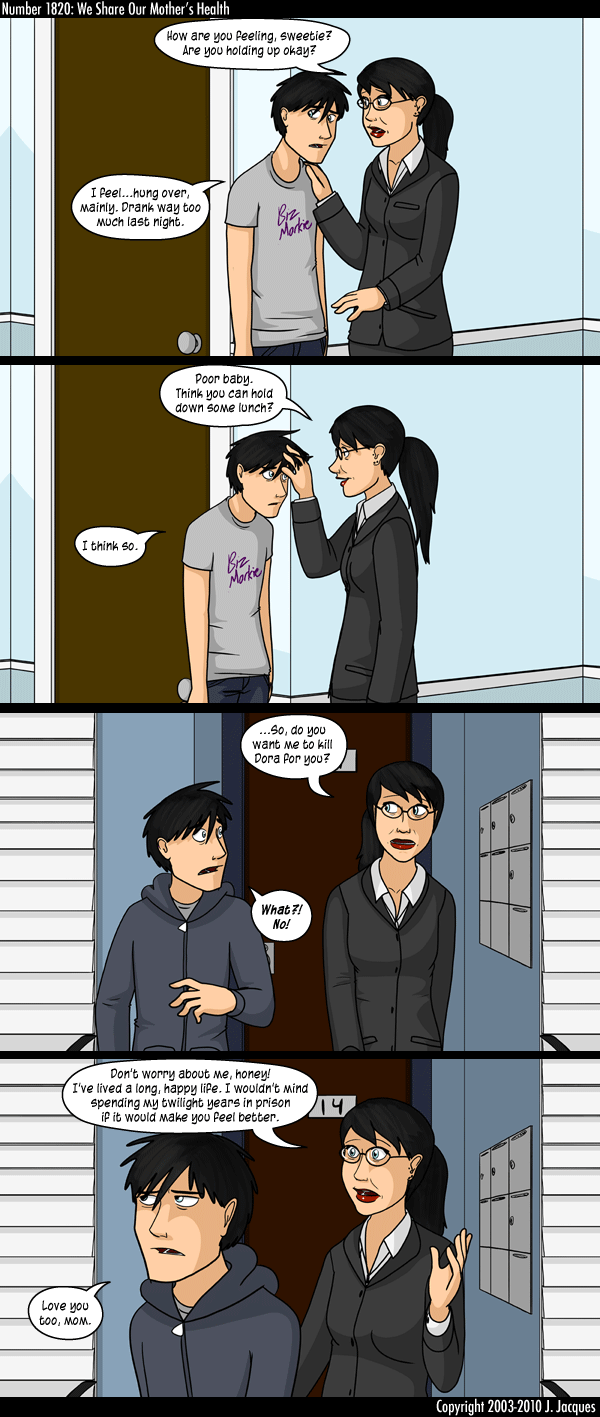 Number 1820: We Share Our Mother's Health
How are you feeling, sweetie?
Are you holding up okay?
I feel...hung over,
mainly. Drank way too
much last night.
Biz
Markie
Poor baby.
Think you can hold
down some lunch?
I think so.
Biz
Markie
...So, do you
want me to kill
Dora for you?
What?!
No!
Don't worry about me, honey!
I've lived a long, happy life. I wouldn't mind
spending my twilight years in prison
if it would make you feel better.
14
Love you
too, mom.
Copyright 2003-2010 J. Jacques